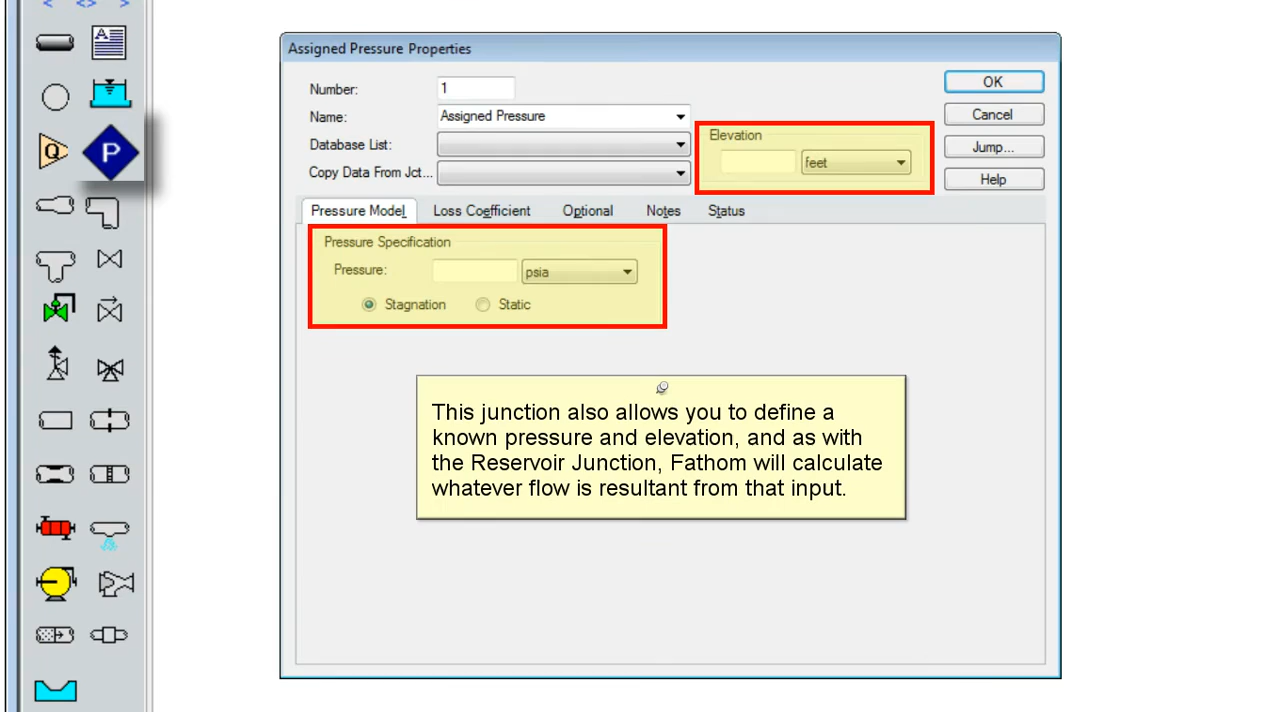 Assigned Pressure Properties
Number:
1
OK
Name:
Assigned Pressure
Cancel
Elevation
feet
Database List:
Jump...
Copy Data From Jct...
Help
Pressure Model
Loss Coefficient
Optional
Notes
Status
Pressure Specification
Pressure:
psia
Stagnation
Static
This junction also allows you to define a
known pressure and elevation, and as with
the Reservoir Junction, Fathom will calculate
whatever flow is resultant from that input.
A
Q
P